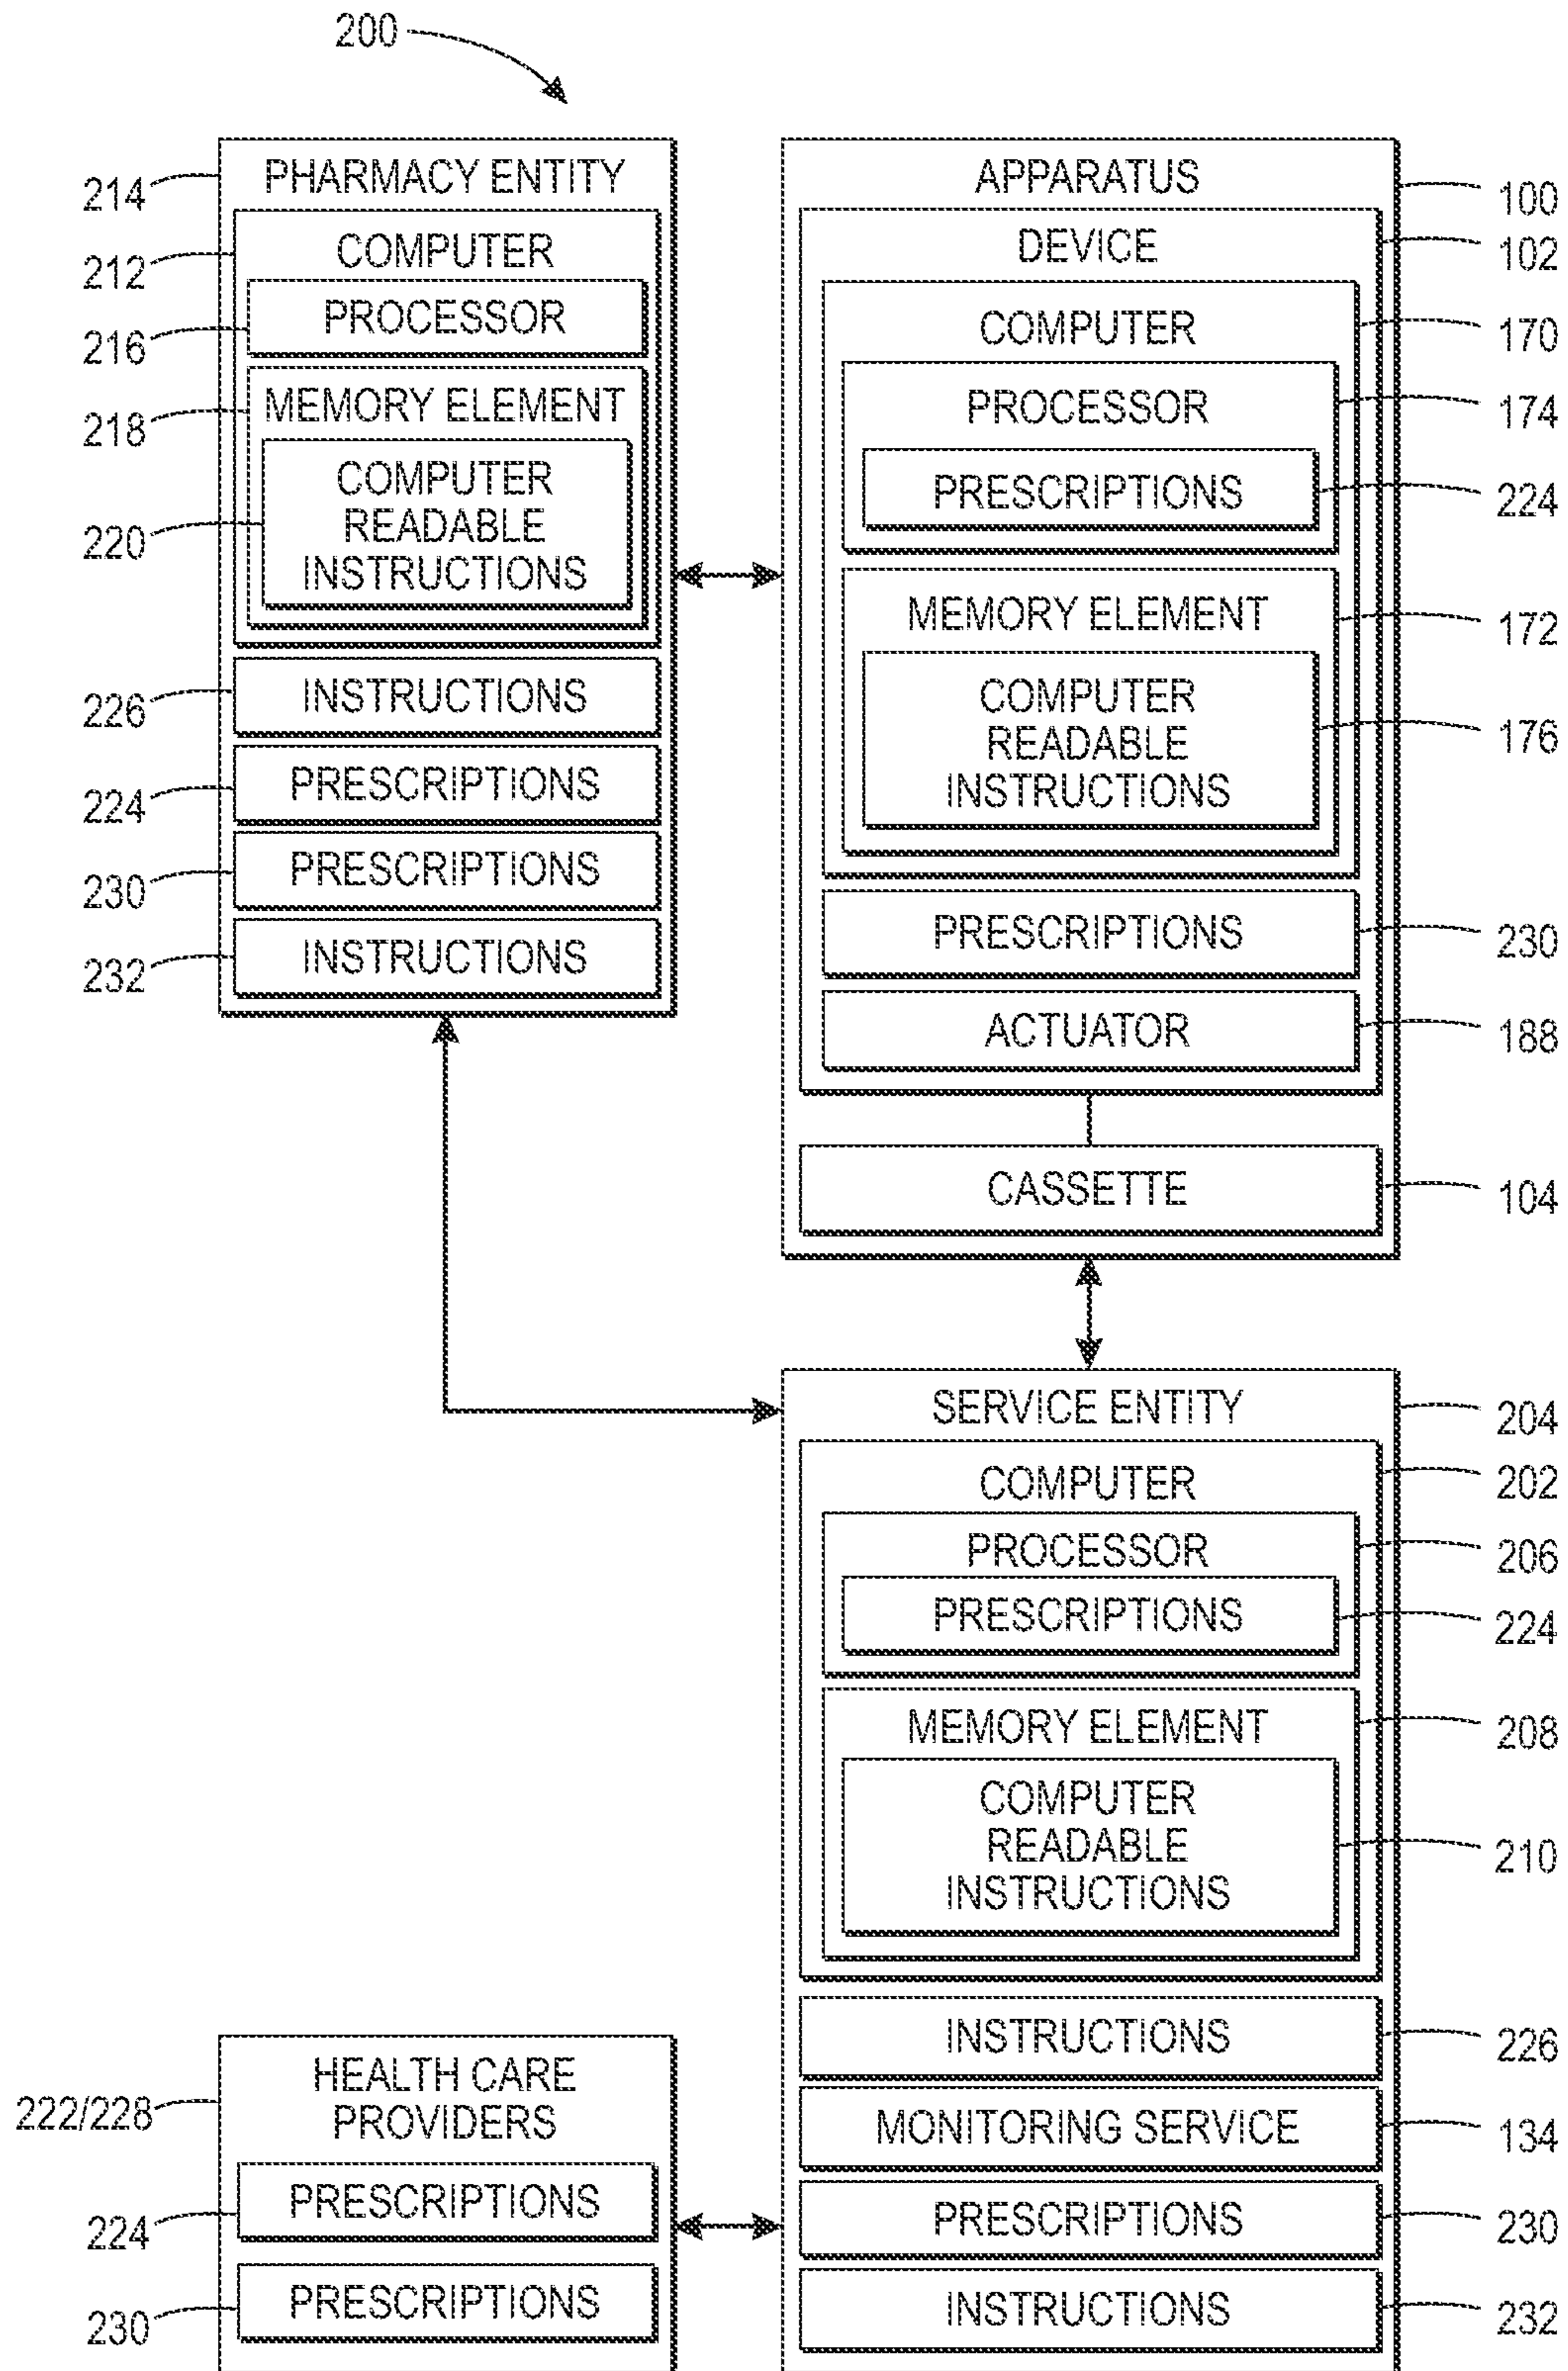 200
PHARMACY ENTITY
214
COMPUTER
212
PROCESSOR
216
MEMORY ELEMENT
218
COMPUTER
READABLE
INSTRUCTIONS
220
INSTRUCTIONS
226
PRESCRIPTIONS
224
PRESCRIPTIONS
230
INSTRUCTIONS
232
APPARATUS
100
DEVICE
102
COMPUTER
170
PROCESSOR
174
PRESCRIPTIONS
224
MEMORY ELEMENT
172
COMPUTER
READABLE
INSTRUCTIONS
176
PRESCRIPTIONS
230
ACTUATOR
188
CASSETTE
104
SERVICE ENTITY
204
COMPUTER
202
PROCESSOR
206
PRESCRIPTIONS
224
MEMORY ELEMENT
208
COMPUTER
READABLE
INSTRUCTIONS
210
INSTRUCTIONS
226
MONITORING SERVICE
134
PRESCRIPTIONS
230
INSTRUCTIONS
232
HEALTH CARE
PROVIDERS
222/228
PRESCRIPTIONS
224
PRESCRIPTIONS
230